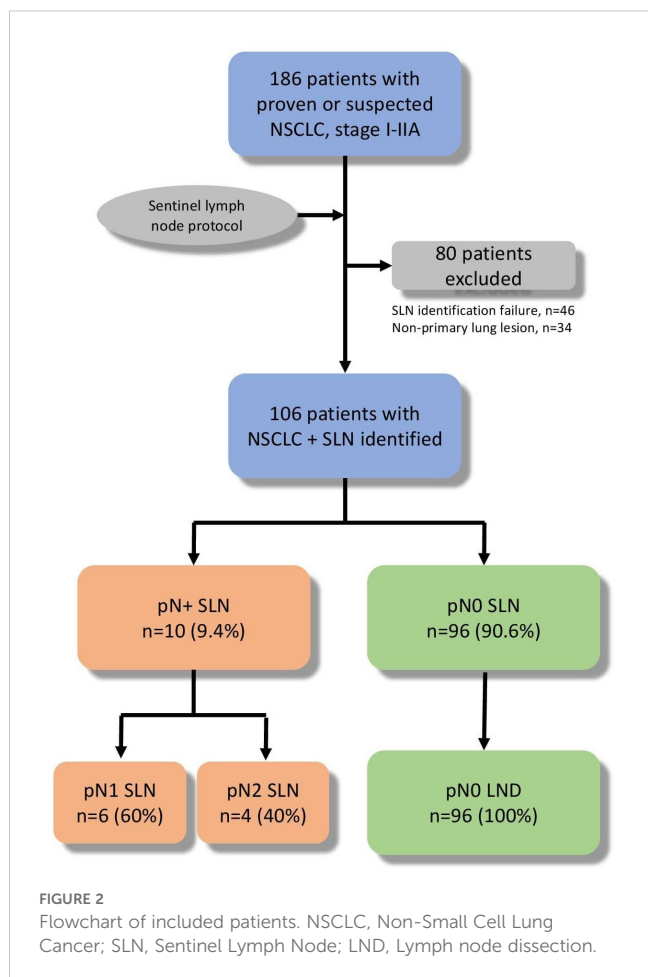 186 patients with
proven or suspected
NSCLC, stage I-IIA
Sentinel lymph
node protocol
80 patients
excluded
SLN identification failure, n=46
Non-primary lung lesion, n=34
106 patients with
NSCLC + SLN identified
pN+ SLN
n=10 (9.4%)
pN0 SLN
n=96 (90.6%)
pN1 SLN
n=6 (60%)
pN2 SLN
n=4 (40%)
pN0 LND
n=96 (100%)
FIGURE 2
Flowchart of included patients. NSCLC, Non-Small Cell Lung
Cancer; SLN, Sentinel Lymph Node; LND, Lymph node dissection.